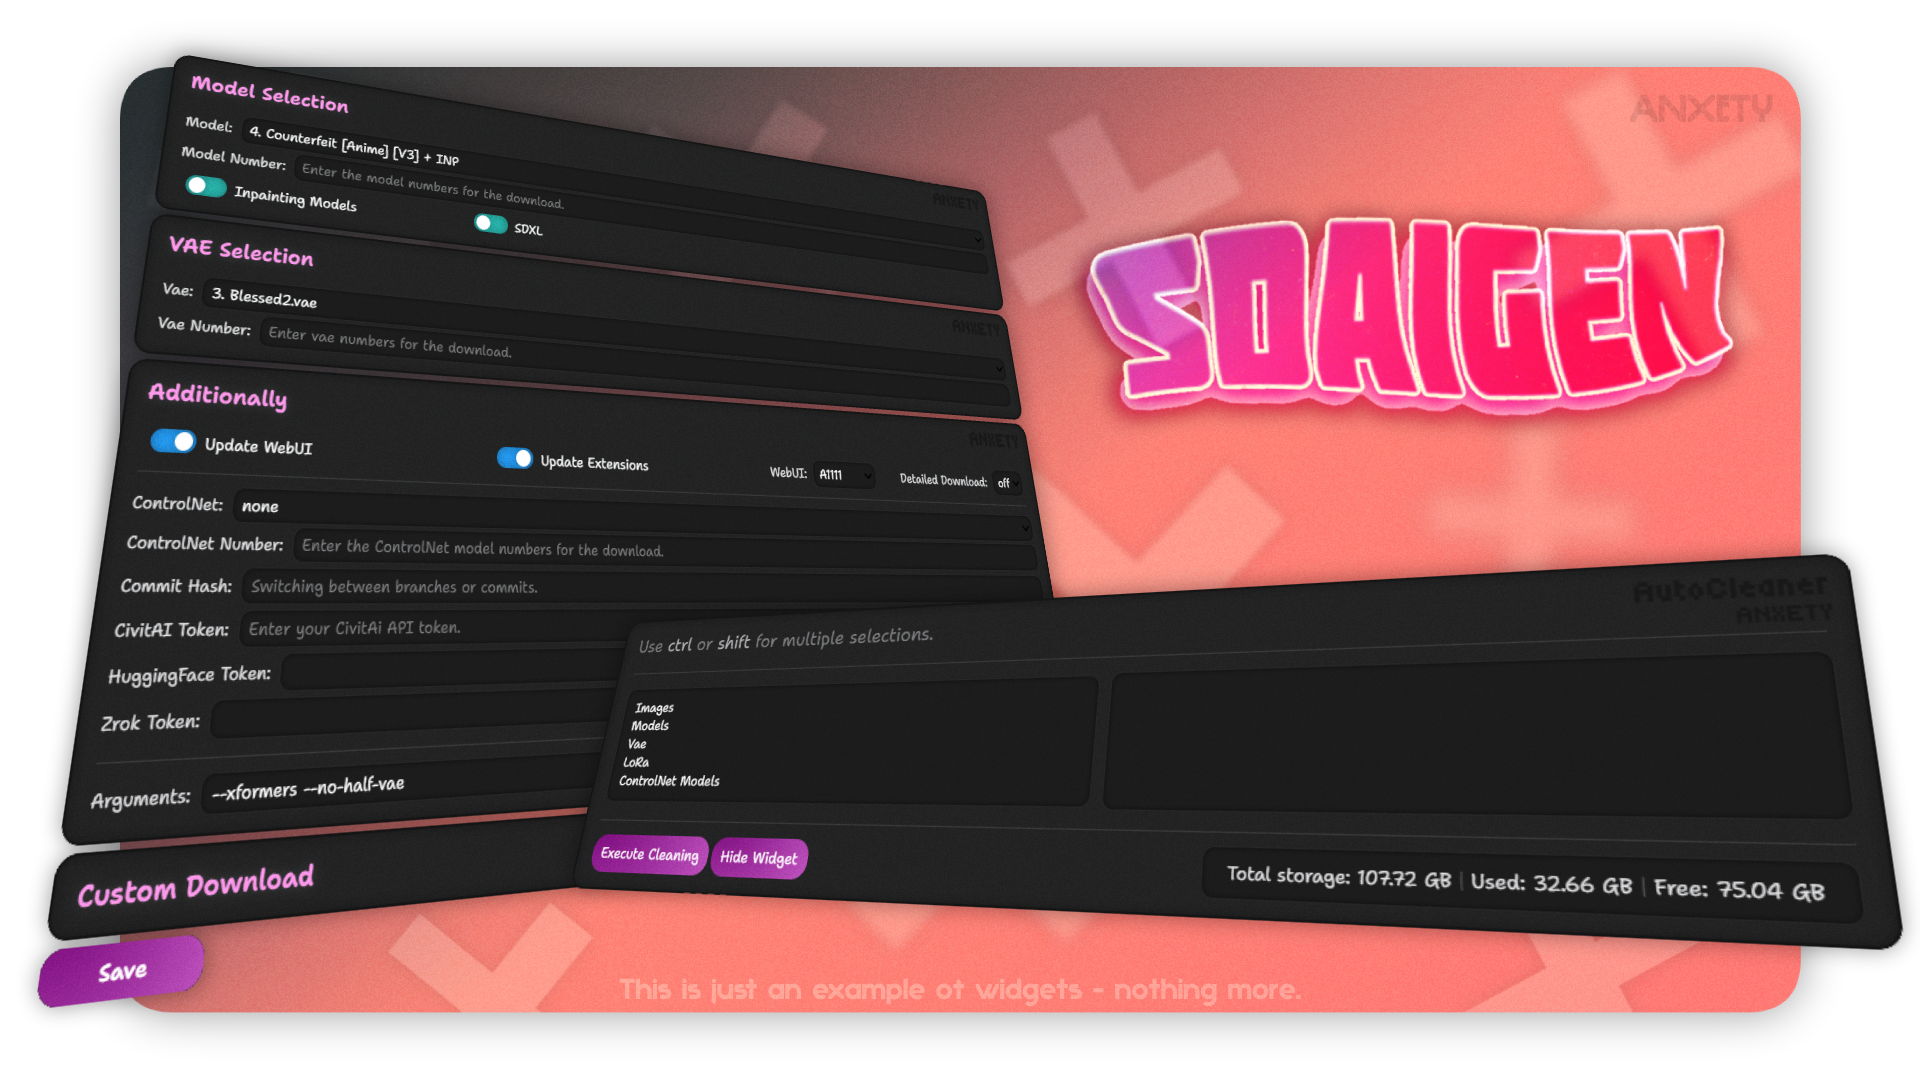 Model Selection
Model: 4. Counterfeit [Anime] [V3] + INP
Model Number: Enter the model numbers for the download.
Inpainting Models SDXL
ANXETY
VAE Selection
Vae: 3. Blessed2.vae
Vae Number: Enter vae numbers for the download.
ANXETY
Additionally
ANXETY
Update WebUI Update Extensions WebUI: A1111 Detailed Download: off
ControlNet: none
ControlNet Number: Enter the ControlNet model numbers for the download.
Commit Hash: Switching between branches or commits.
CivitAI Token: Enter your CivitAi API token.
HuggingFace Token:
Zrok Token:
Arguments: --xformers --no-half-vae
Custom Download
Save
ANXETY
SDAIGEN
AutoCleaner
ANXETY
Use ctrl or shift for multiple selections.
Images
Models
Vae
LoRa
ControlNet Models
Execute Cleaning Hide Widget
Total storage: 107.72 GB | Used: 32.66 GB | Free: 75.04 GB
This is just an example of widgets - nothing more.